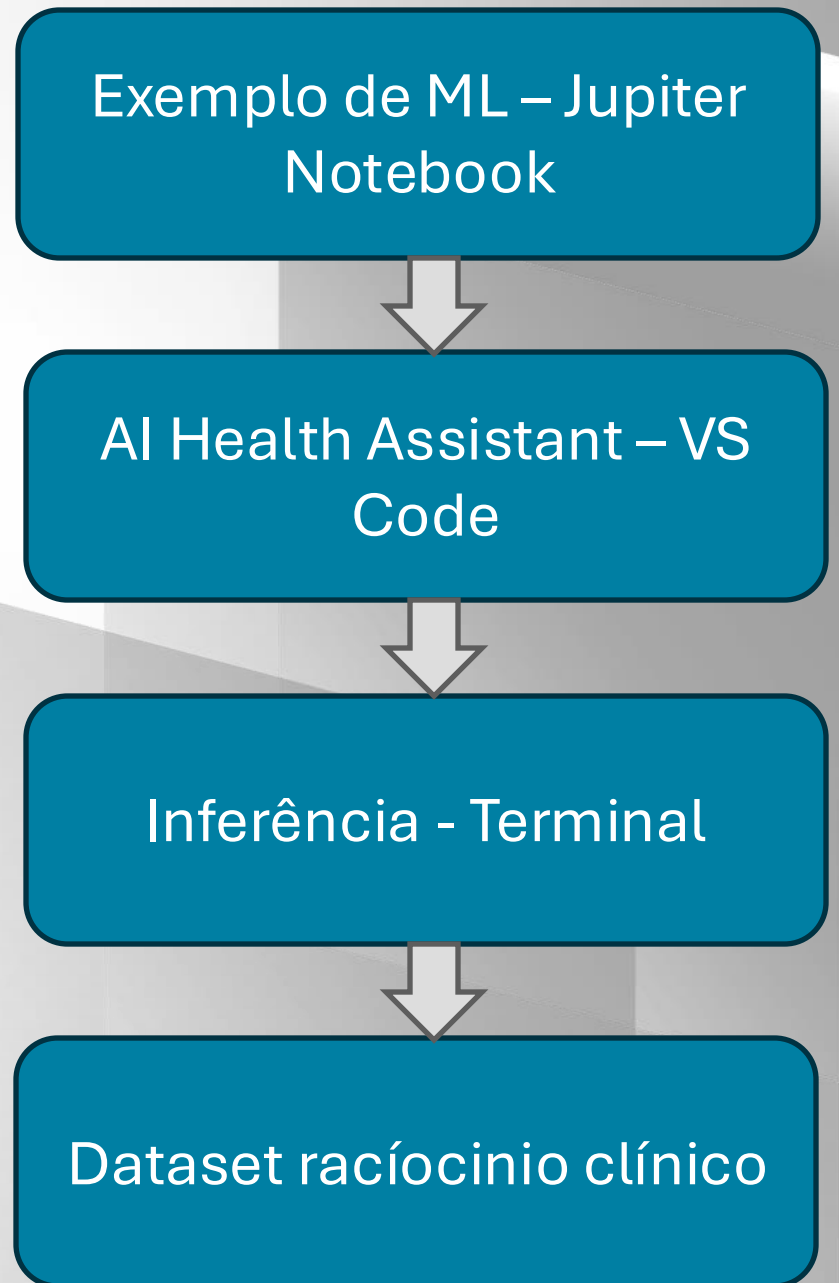 Exemplo de ML – Jupiter
Notebook
AI Health Assistant – VS
Code
Inferência - Terminal
Dataset racíocinio clínico